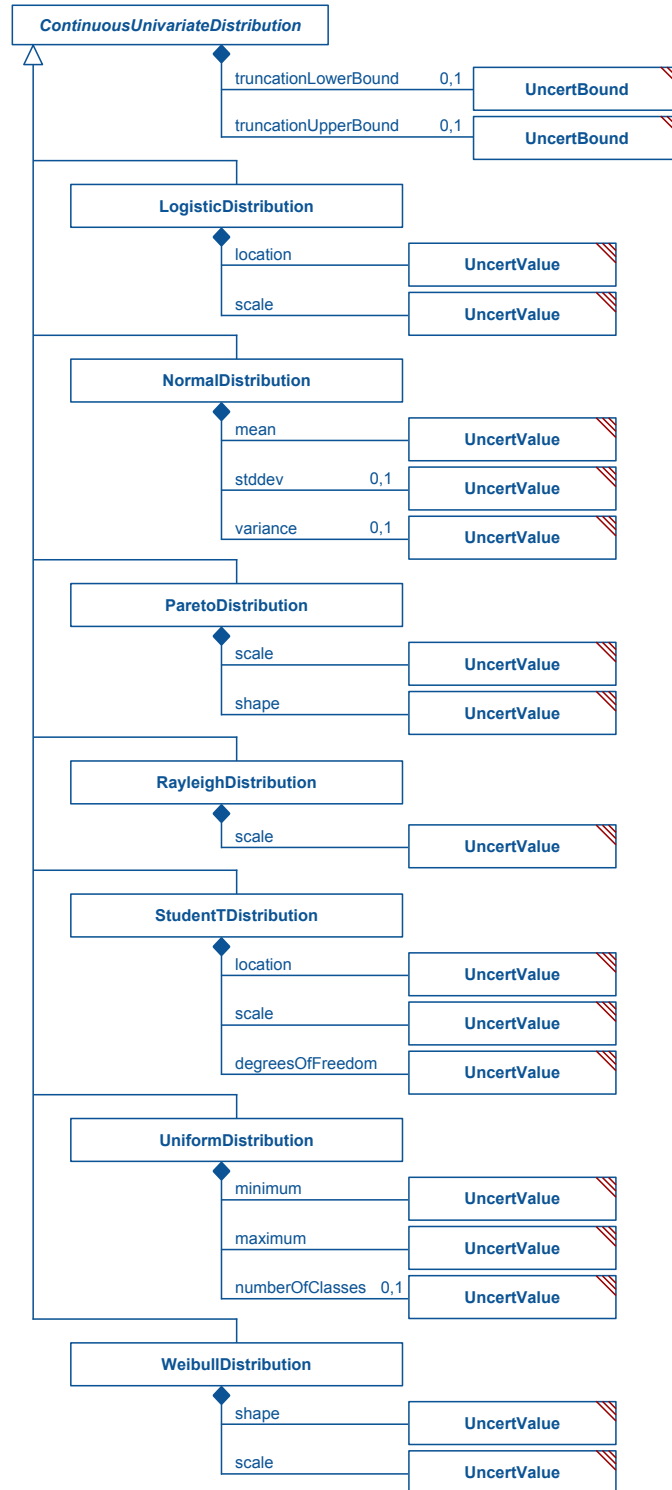 ContinuousUnivariateDistribution
truncationLowerBound 0,1
UncertBound
truncationUpperBound 0,1
UncertBound
LogisticDistribution
location
UncertValue
scale
UncertValue
NormalDistribution
mean
UncertValue
stddev 0,1
UncertValue
variance 0,1
UncertValue
ParetoDistribution
scale
UncertValue
shape
UncertValue
RayleighDistribution
scale
UncertValue
StudentTDistribution
location
UncertValue
scale
UncertValue
degreesOfFreedom
UncertValue
UniformDistribution
minimum
UncertValue
maximum
UncertValue
numberOfClasses 0,1
UncertValue
WeibullDistribution
shape
UncertValue
scale
UncertValue